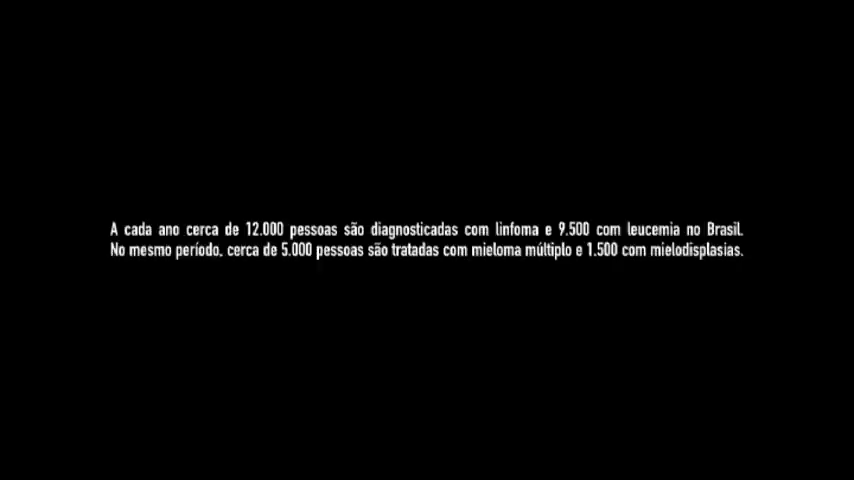 A cada ano cerca de 12.000 pessoas são diagnosticadas com linfoma e 9.500 com leucemia no Brasil.
No mesmo período, cerca de 5.000 pessoas são tratadas com mieloma múltiplo e 1.500 com mielodisplasias.